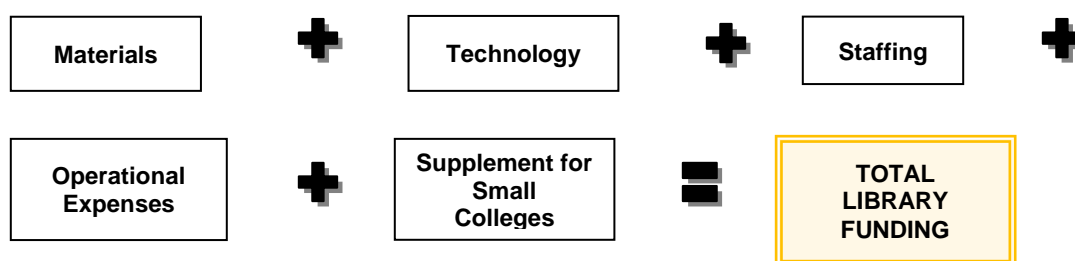 Materials
Technology
Staffing
Operational
Expenses
Supplement for
Small
Colleges
TOTAL
LIBRARY
FUNDING